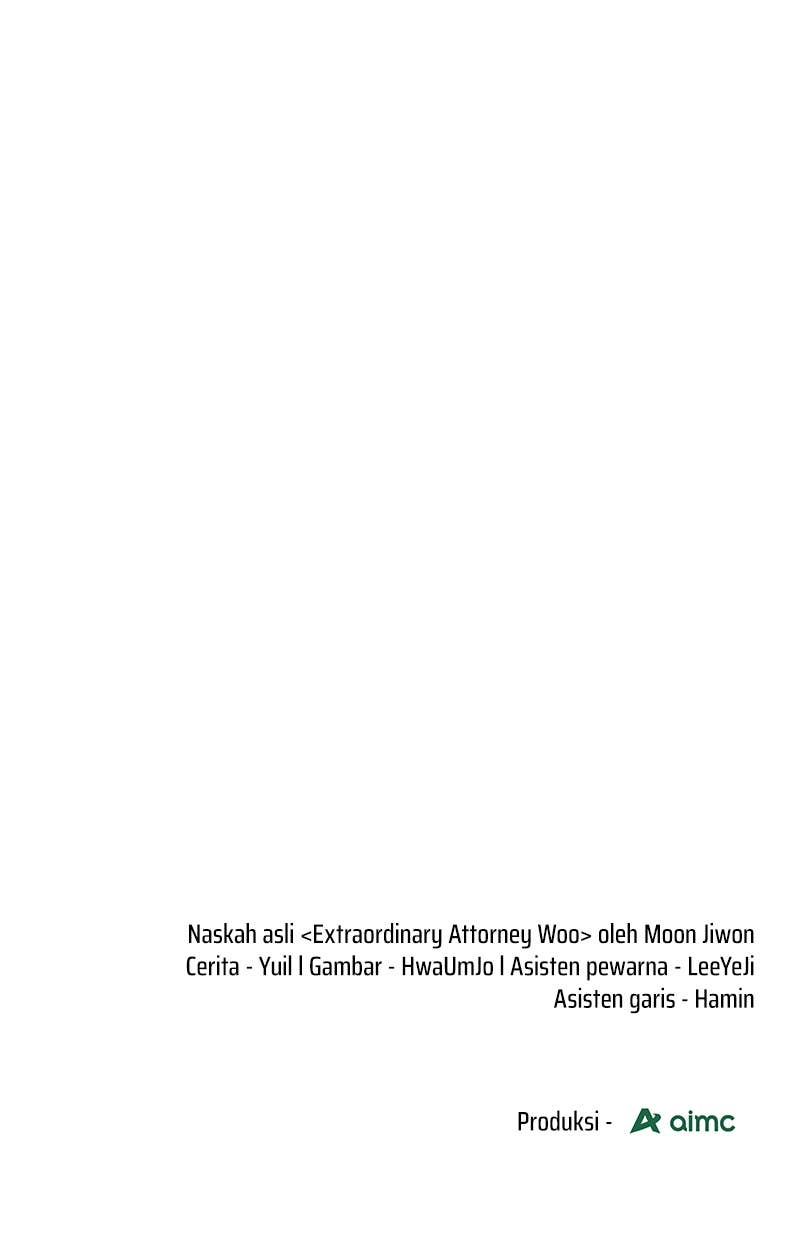 Naskah asli <Extraordinary Attorney Woo> oleh Moon Jiwon
Cerita - Yuil l Gambar - HwaUmJo l Asisten pewarna - LeeYeJi
Asisten garis - Hamin
Produksi - aimc